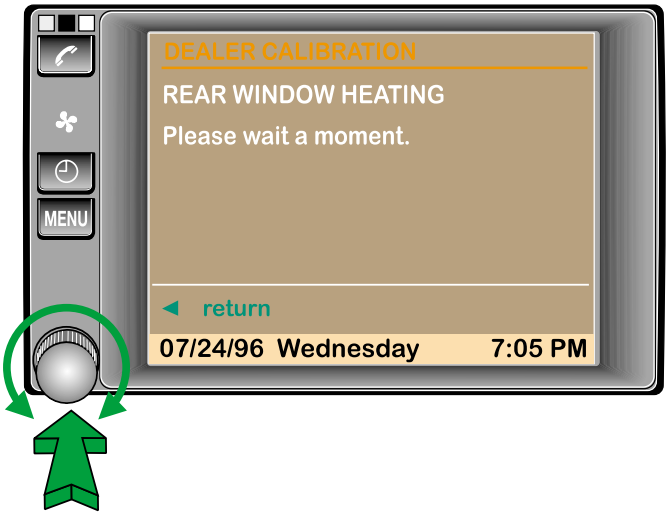 DEALER CALIBRATION
REAR WINDOW HEATING
Please wait a moment.
MENU
◄ return
07/24/96 Wednesday 7:05 PM